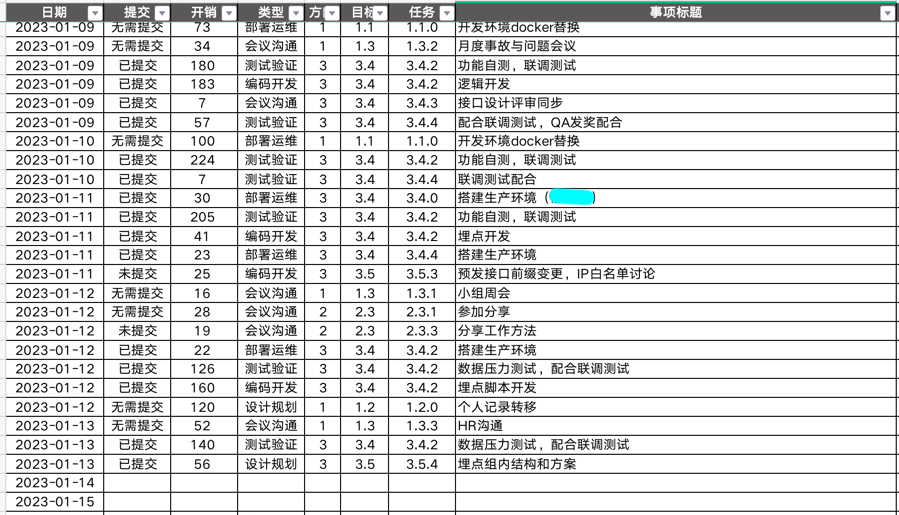 日期 提交 开销 类型 方 目标 任务 事项标题
2023-01-09 无需提交 73 部署运维 1 1.1 1.1.0 开发环境docker替换
2023-01-09 无需提交 34 会议沟通 1 1.3 1.3.2 月度事故与问题会议
2023-01-09 已提交 180 测试验证 3 3.4 3.4.2 功能自测，联调测试
2023-01-09 已提交 183 编码开发 3 3.4 3.4.2 逻辑开发
2023-01-09 已提交 7 会议沟通 3 3.4 3.4.3 接口设计评审同步
2023-01-09 已提交 57 测试验证 3 3.4 3.4.4 配合联调测试，QA发奖配合
2023-01-10 无需提交 100 部署运维 1 1.1 1.1.0 开发环境docker替换
2023-01-10 已提交 224 测试验证 3 3.4 3.4.2 功能自测，联调测试
2023-01-10 已提交 7 测试验证 3 3.4 3.4.4 联调测试配合
2023-01-11 已提交 30 部署运维 3 3.4 3.4.0 搭建生产环境（）
2023-01-11 已提交 205 测试验证 3 3.4 3.4.2 功能自测，联调测试
2023-01-11 已提交 41 编码开发 3 3.4 3.4.2 埋点开发
2023-01-11 已提交 23 部署运维 3 3.4 3.4.4 搭建生产环境
2023-01-11 未提交 25 编码开发 3 3.5 3.5.3 预发接口前缀变更，IP白名单讨论
2023-01-12 无需提交 16 会议沟通 1 1.3 1.3.1 小组周会
2023-01-12 无需提交 28 会议沟通 2 2.3 2.3.1 参加分享
2023-01-12 未提交 19 会议沟通 2 2.3 2.3.3 分享工作方法
2023-01-12 已提交 22 部署运维 3 3.4 3.4.2 搭建生产环境
2023-01-12 已提交 126 测试验证 3 3.4 3.4.2 数据压力测试，配合联调测试
2023-01-12 已提交 160 编码开发 3 3.4 3.4.2 埋点脚本开发
2023-01-12 无需提交 120 设计规划 1 1.2 1.2.0 个人记录转移
2023-01-13 无需提交 52 会议沟通 1 1.3 1.3.3 HR沟通
2023-01-13 已提交 140 测试验证 3 3.4 3.4.2 数据压力测试，配合联调测试
2023-01-13 已提交 56 设计规划 3 3.5 3.5.4 埋点组内结构和方案
2023-01-14
2023-01-15